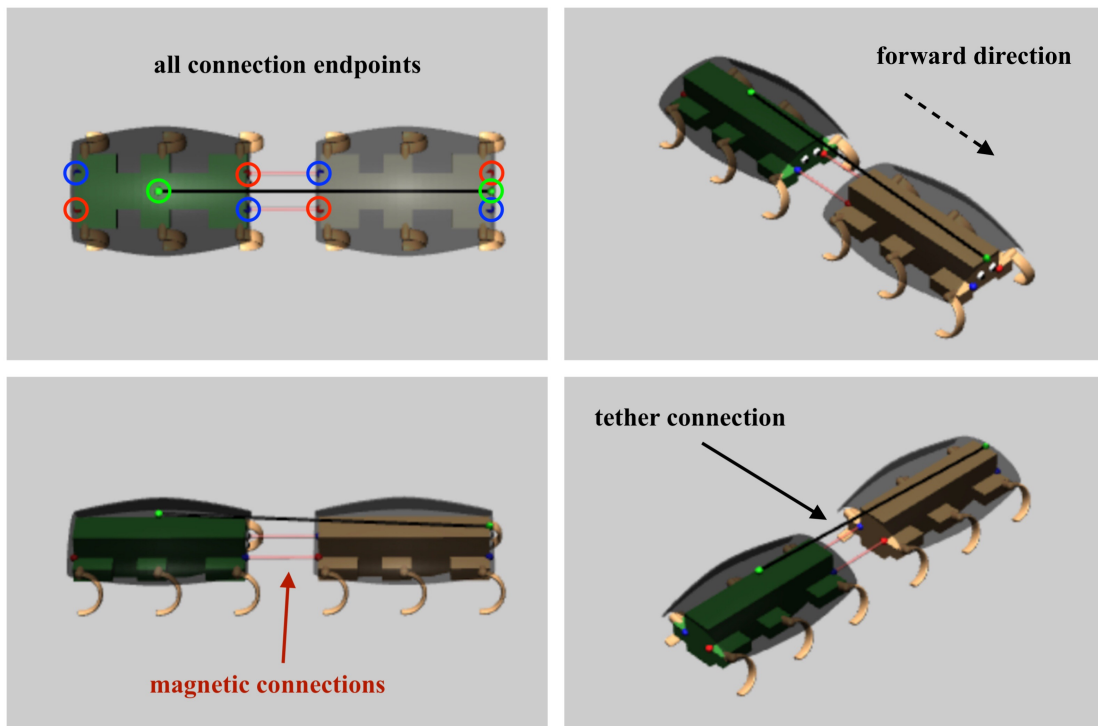 all connection endpoints
forward direction
magnetic connections
tether connection